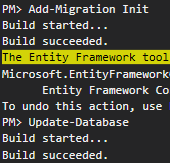 PM> Add-Migration Init
Build started...
Build succeeded.
The Entity Framework tool
Microsoft.EntityFramework
Entity Framework Co
To undo this action, use
PM> Update-Database
Build started...
Build succeeded.